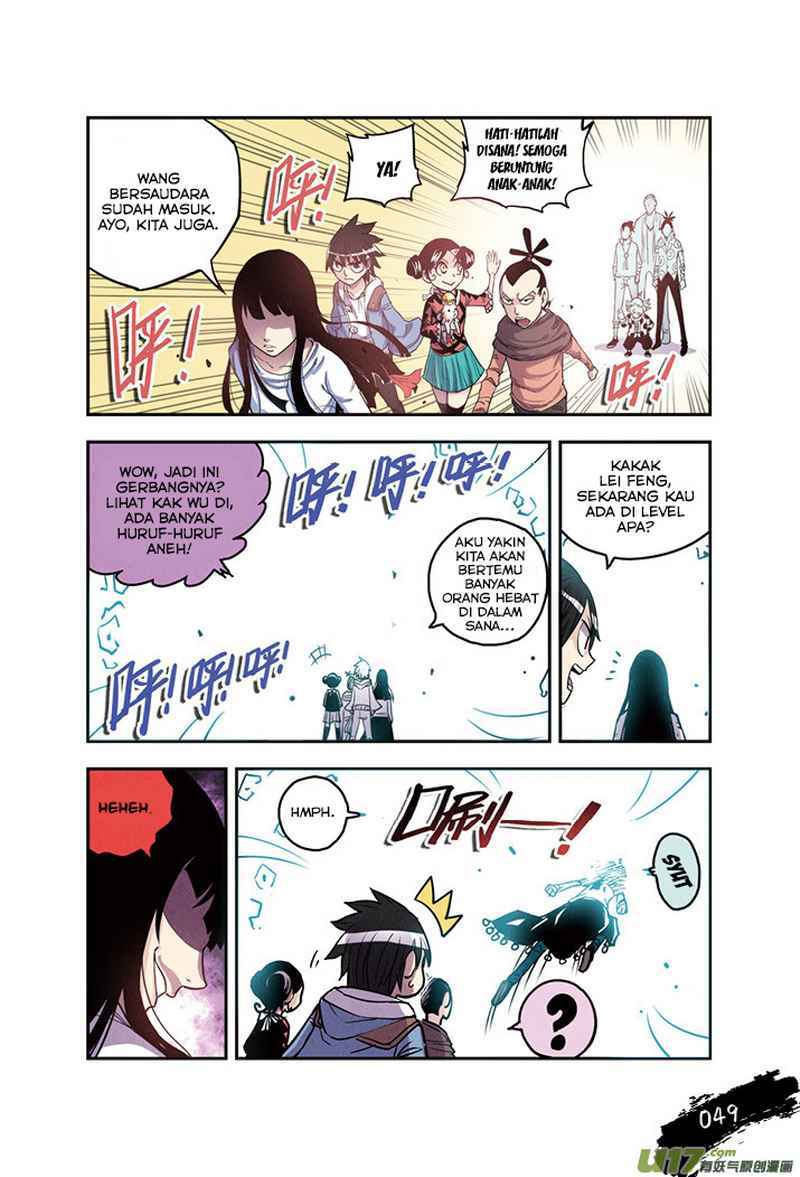 WANG
BERSAUDARA
SUDAH MASUK.
AYO, KITA JUGA.
YA!
HATI-HATILAH
DISANA! SEMOGA
BERUNTUNG
ANAK-ANAK!
呼!
呼!
呼!
WOW, JADI INI
GERBANGNYA?
LIHAT KAK WU DI,
ADA BANYAK
HURUF-HURUF
ANEH!
呼! 呼! 呼!
AKU YAKIN
KITA AKAN
BERTEMU
BANYAK
ORANG HEBAT
DI DALAM
SANA...
呼! 呼! 呼!
KAKAK
LEI FENG,
SEKARANG KAU
ADA DI LEVEL
APA?
HEHEH.
HMPH.
唰—!
SYUT
?
049
U17.com
有妖气原创漫画